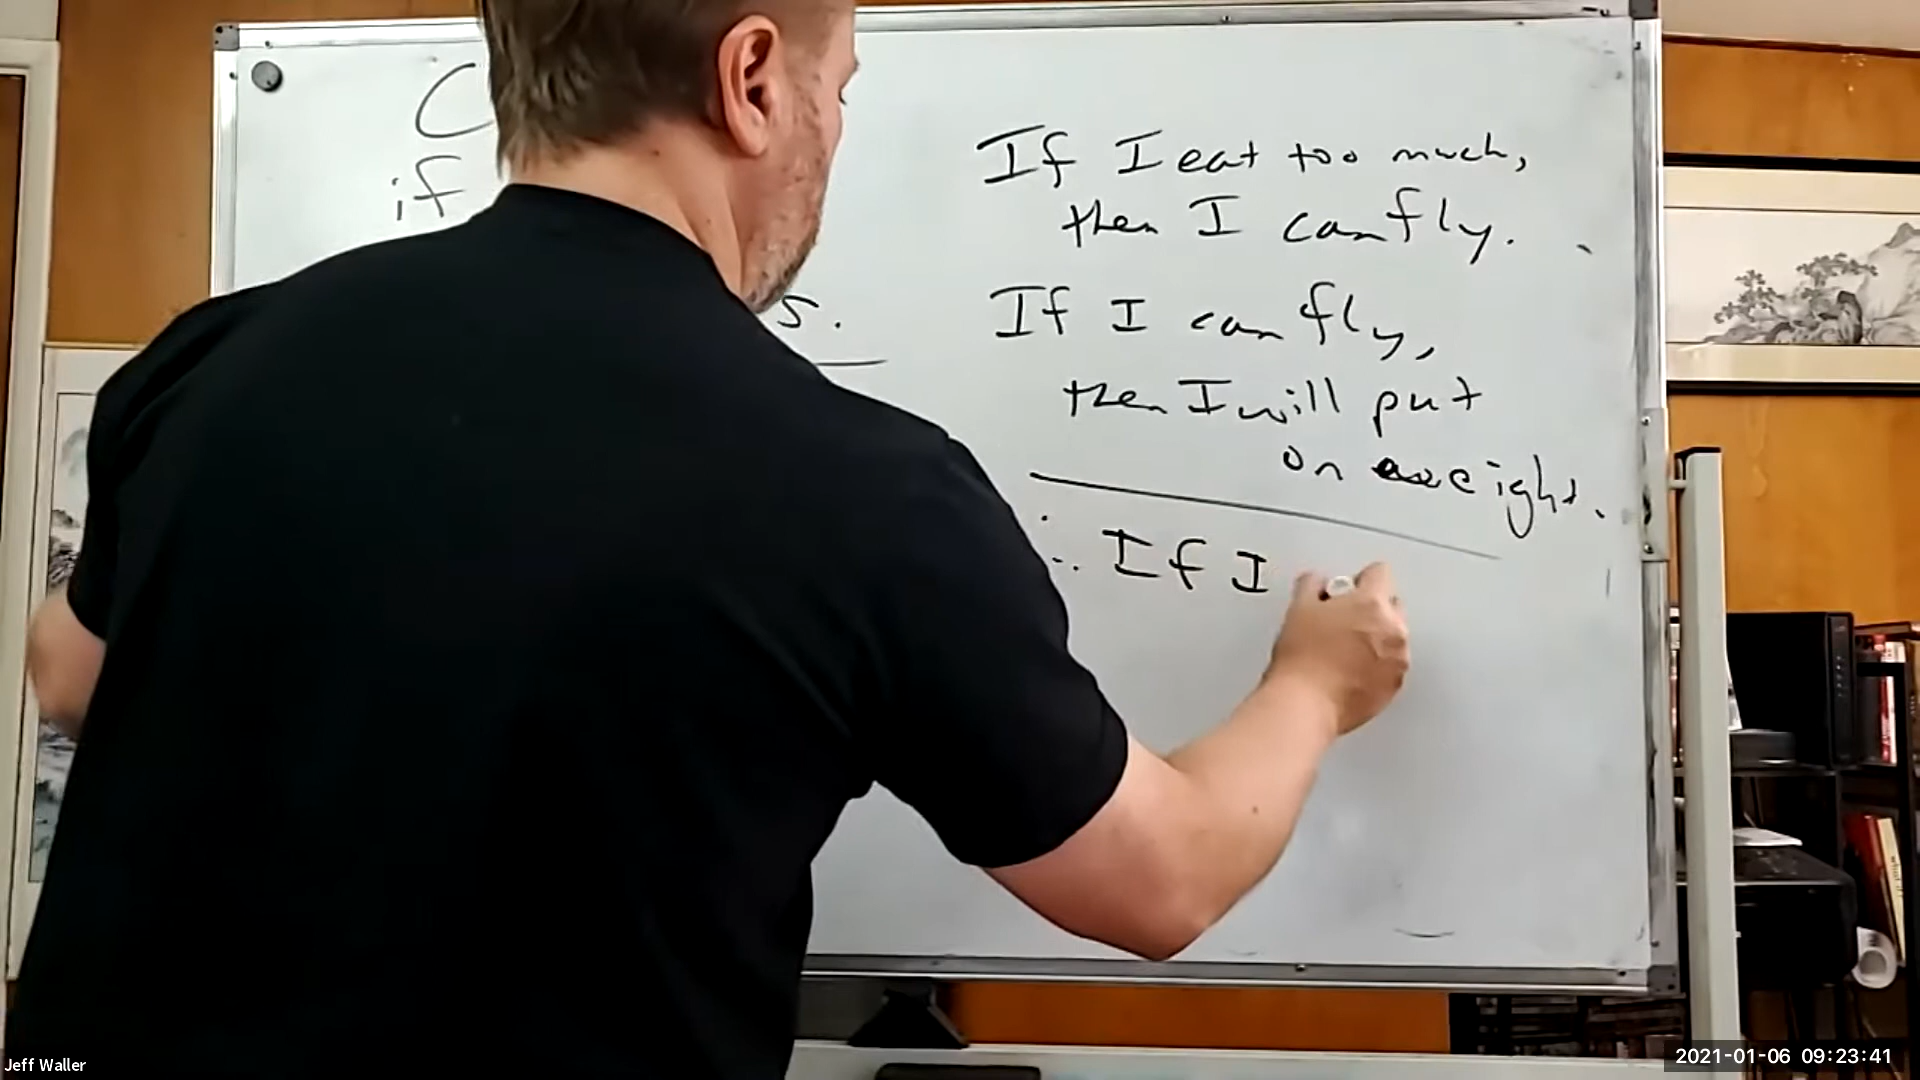 C
if
s.
If I eat too much,
then I can fly.
If I can fly,
then I will put
on weight.
∴ If I
Jeff Waller
2021-01-06 09:23:41